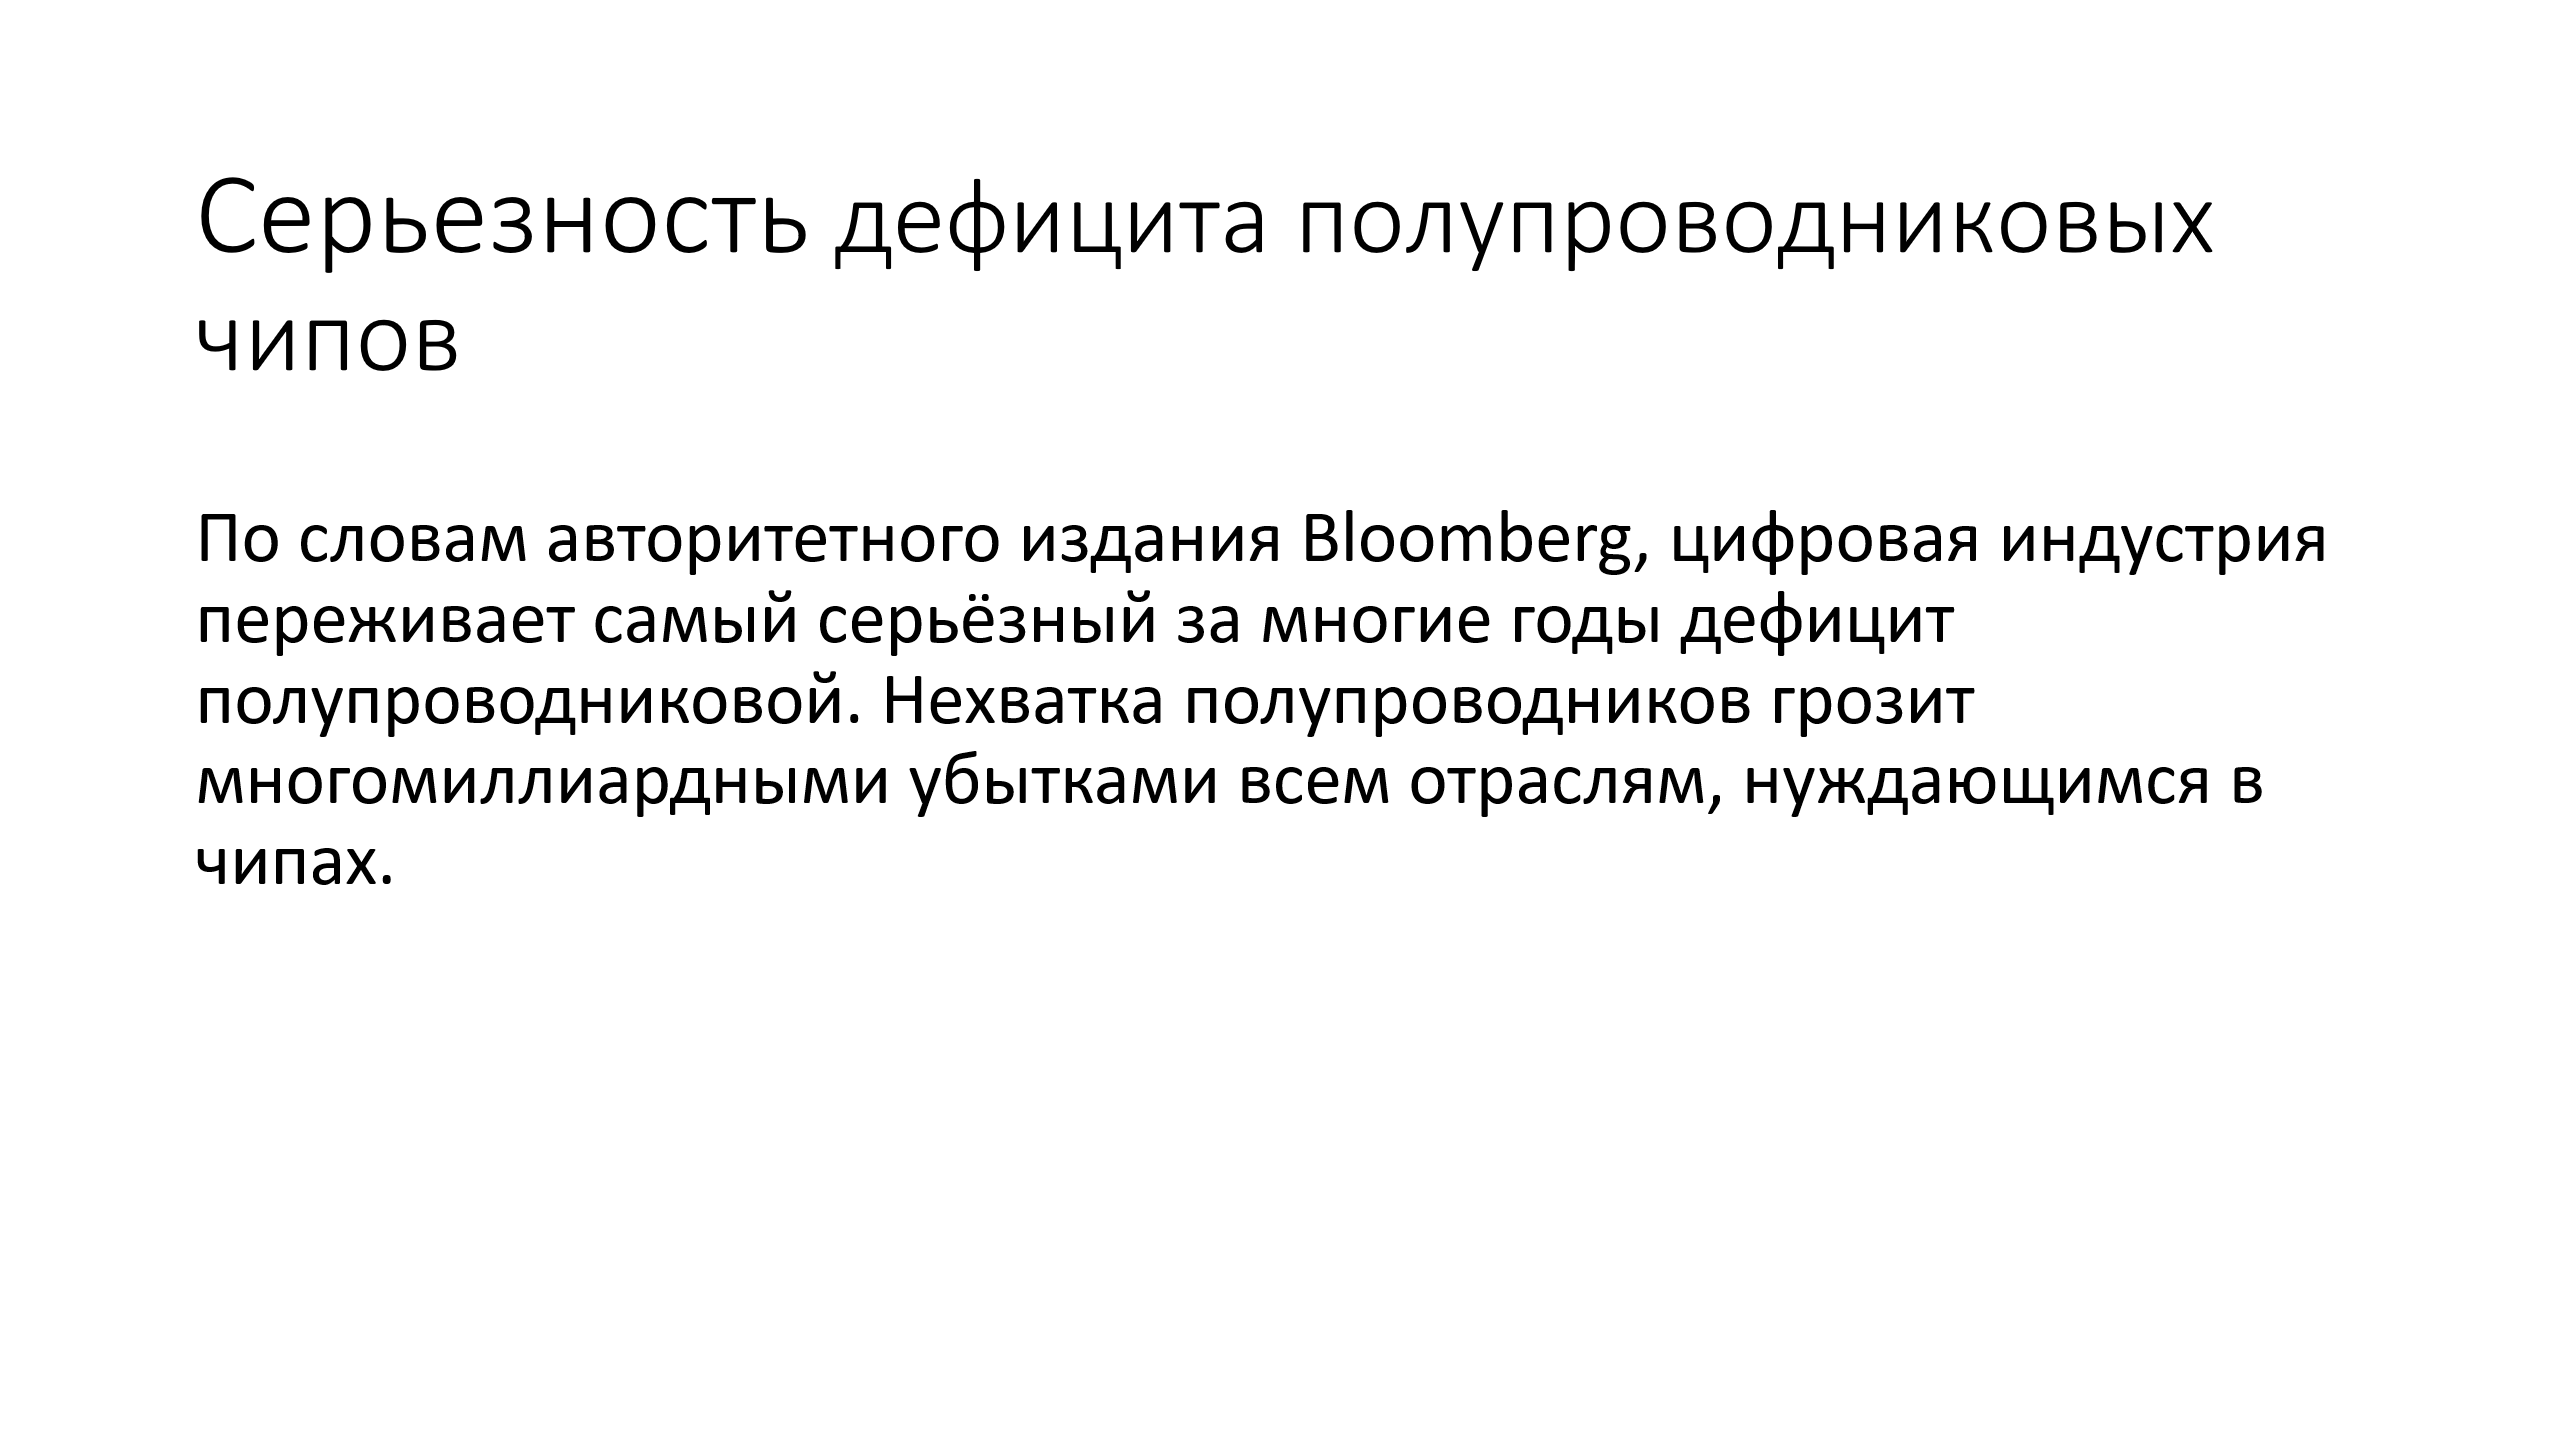 Серьезность дефицита полупроводниковых
чипов
По словам авторитетного издания Bloomberg, цифровая индустрия
переживает самый серьёзный за многие годы дефицит
полупроводниковой. Нехватка полупроводников грозит
многомиллиардными убытками всем отраслям, нуждающимся в
чипах.